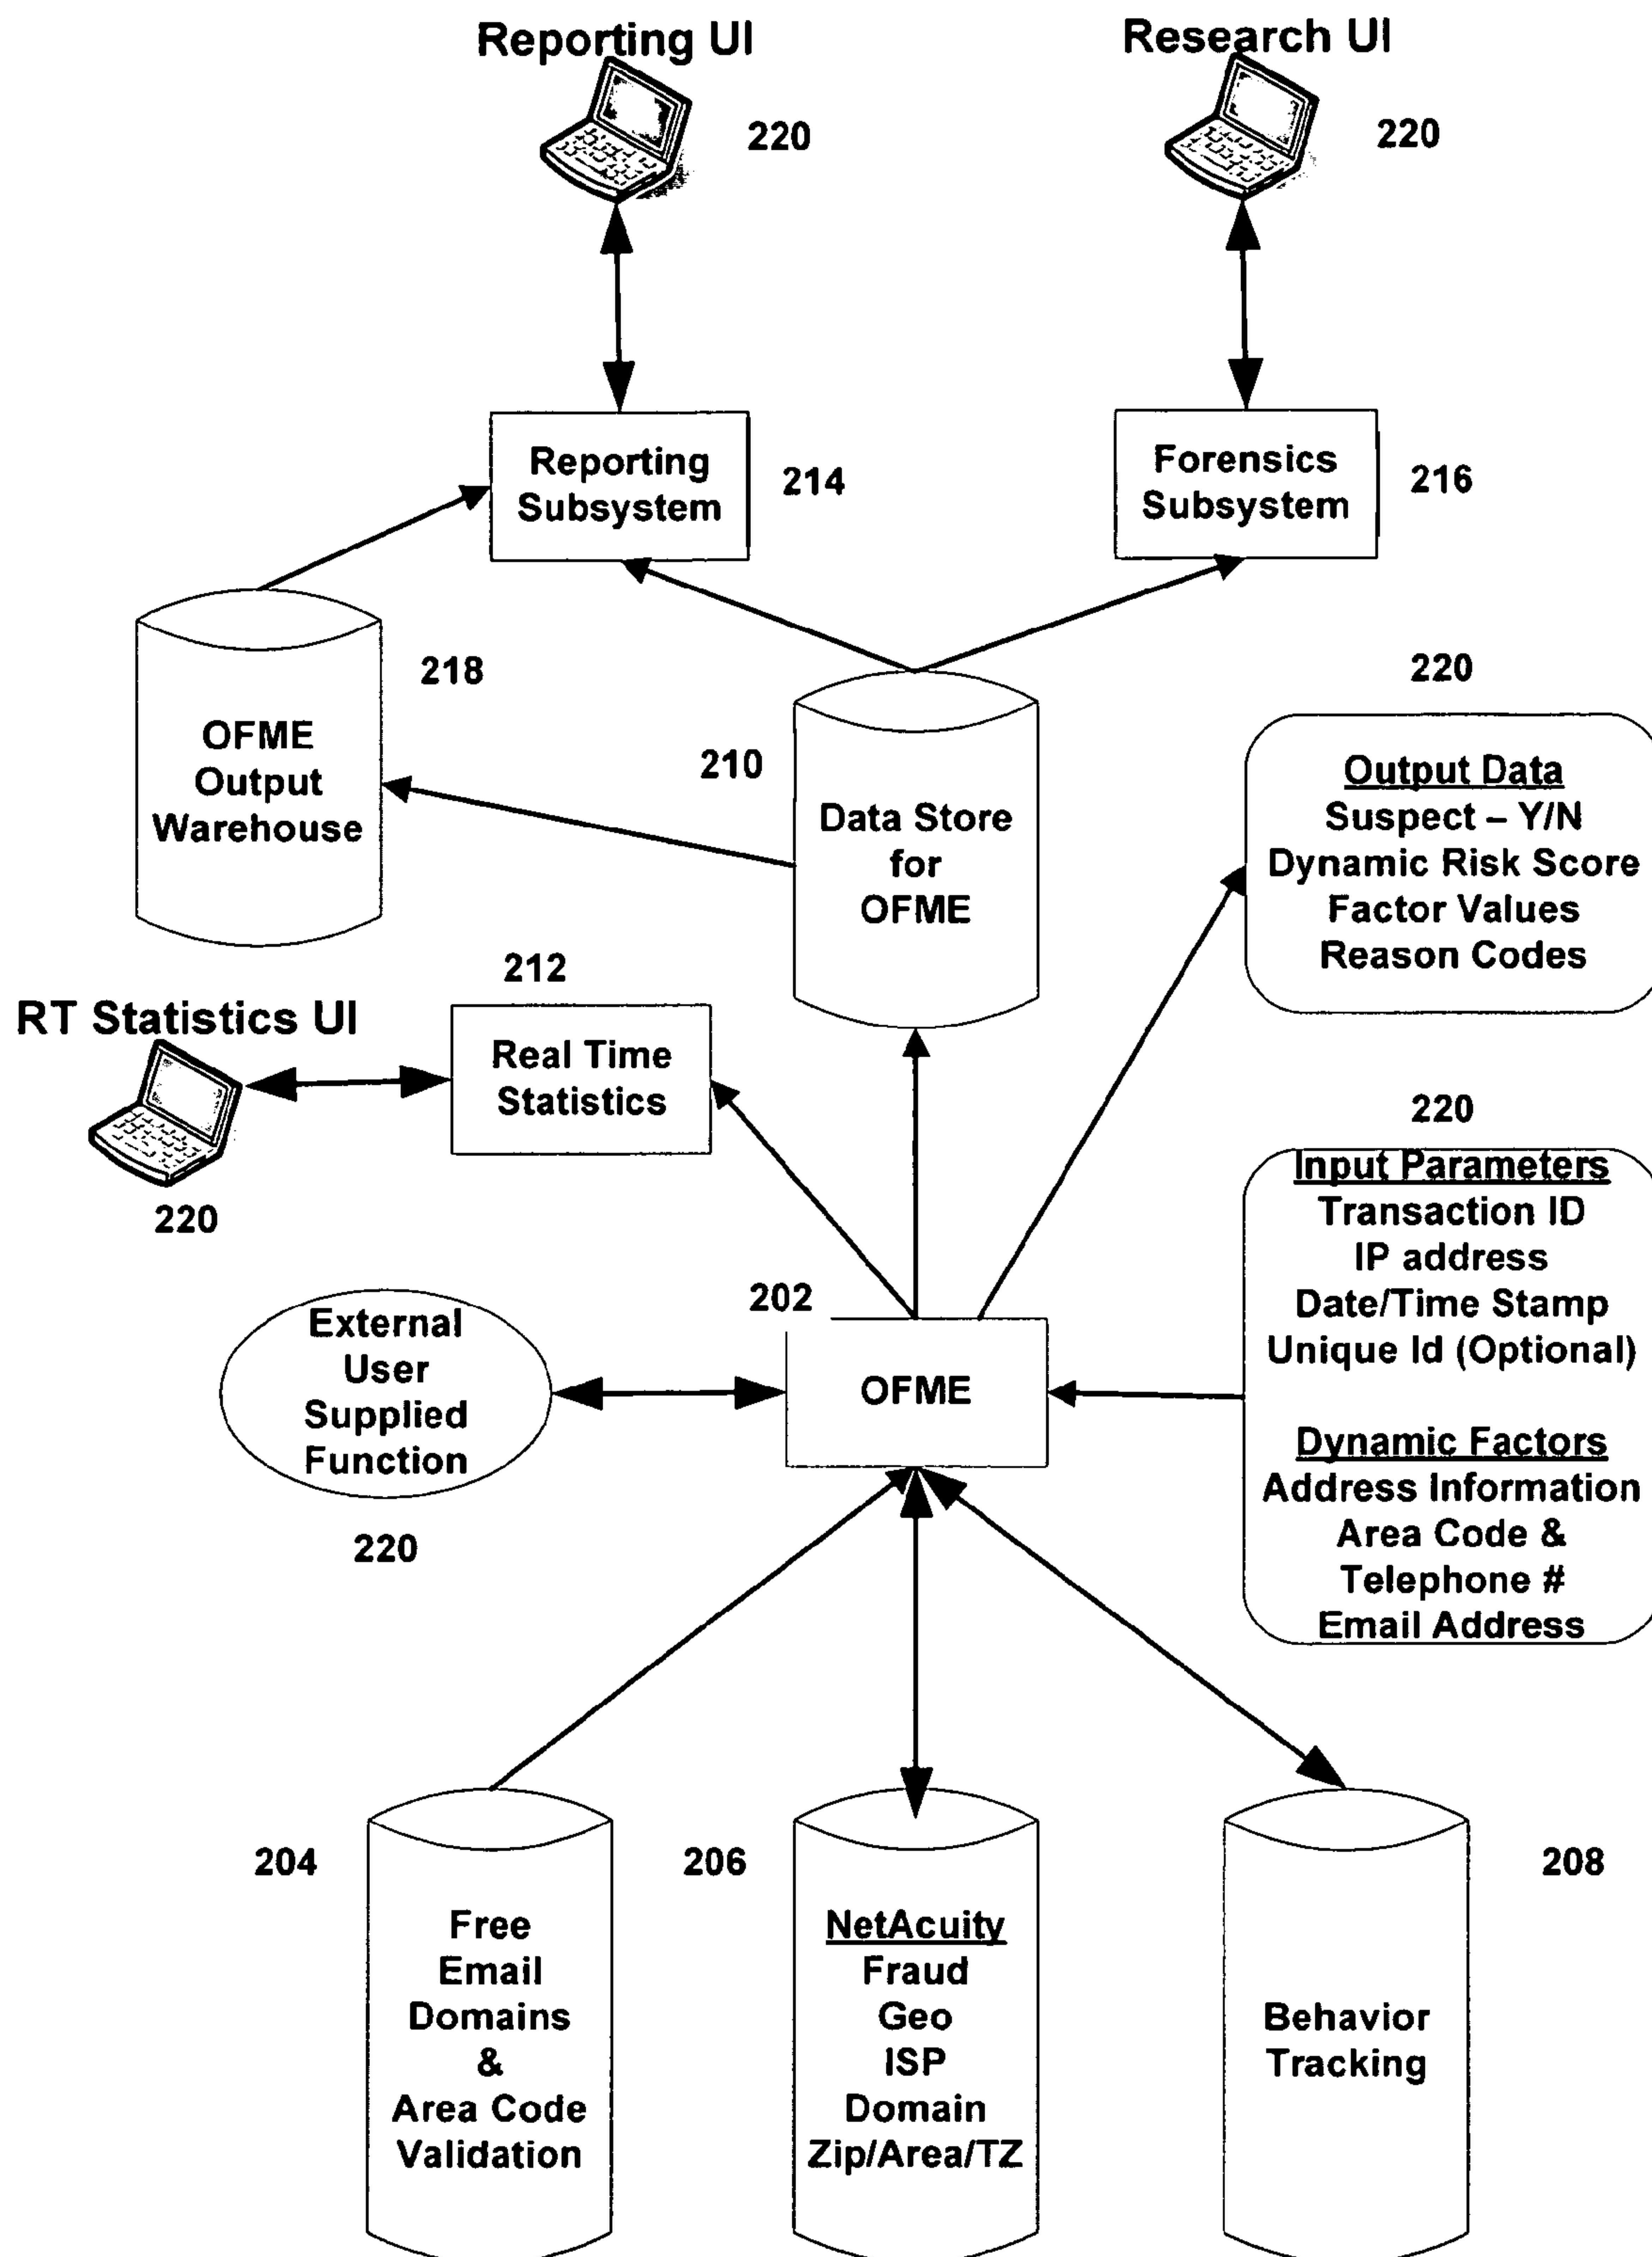 Reporting UI
Research UI
220
220
Reporting
Subsystem
214
Forensics
Subsystem
216
218
OFME
Output
Warehouse
210
Data Store
for
OFME
220
Output Data
Suspect – Y/N
Dynamic Risk Score
Factor Values
Reason Codes
212
RT Statistics UI
Real Time
Statistics
220
220
Input Parameters
Transaction ID
IP address
Date/Time Stamp
Unique Id (Optional)
Dynamic Factors
Address Information
Area Code &
Telephone #
Email Address
202
OFME
External
User
Supplied
Function
220
204
Free
Email
Domains
&
Area Code
Validation
206
NetAcuity
Fraud
Geo
ISP
Domain
Zip/Area/TZ
208
Behavior
Tracking